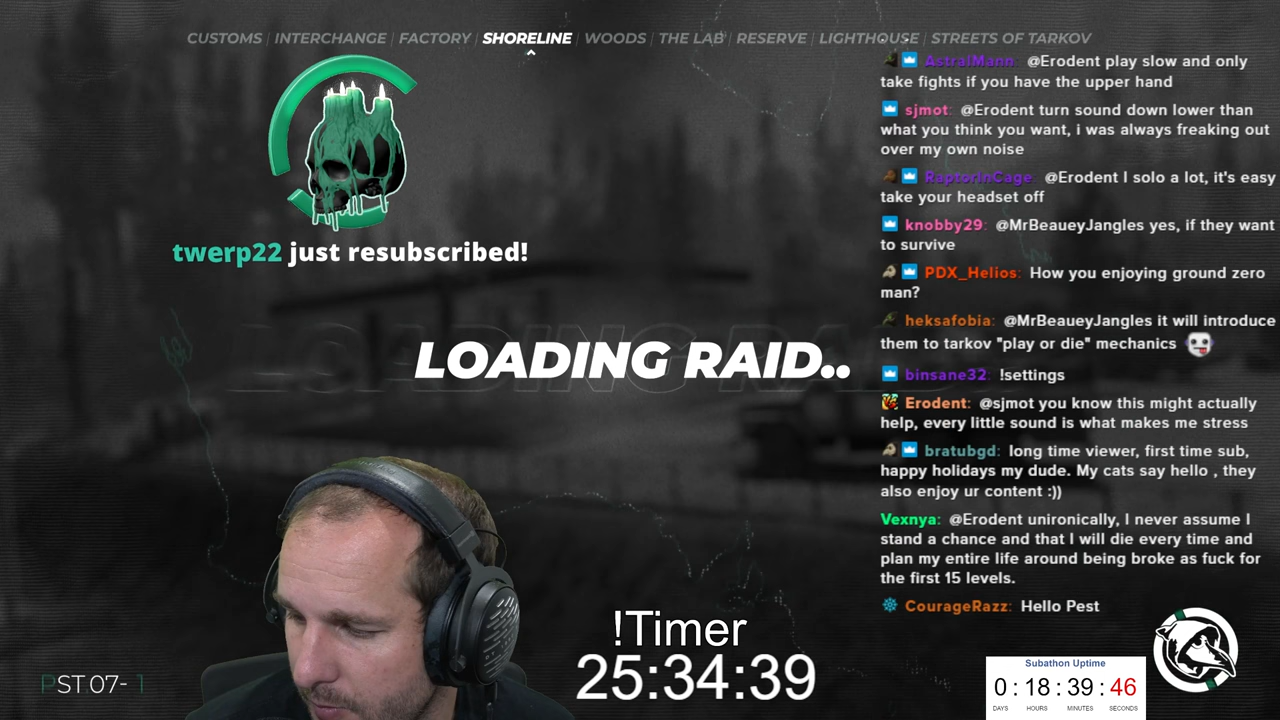 CUSTOMS | INTERCHANGE | FACTORY | SHORELINE | WOODS | THE LAB | RESERVE | LIGHTHOUSE | STREETS OF TARKOV
twerp22 just resubscribed!
LOADING RAID..
AstralMann: @Erodent play slow and only
take fights if you have the upper hand
sjmot: @Erodent turn sound down lower than
what you think you want, i was always freaking out
over my own noise
RaptorInCage: @Erodent I solo a lot, it's easy
take your headset off
knobby29: @MrBeaueyJangles yes, if they want
to survive
PDX_Helios: How you enjoying ground zero
man?
heksafobia: @MrBeaueyJangles it will introduce
them to tarkov "play or die" mechanics
binsane32: !settings
Erodent: @sjmot you know this might actually
help, every little sound is what makes me stress
bratubgd: long time viewer, first time sub,
happy holidays my dude. My cats say hello , they
also enjoy ur content :))
Vexnya: @Erodent unironically, I never assume I
stand a chance and that I will die every time and
plan my entire life around being broke as fuck for
the first 15 levels.
CourageRazz: Hello Pest
!Timer
25:34:39
Subathon Uptime
0 : 18 : 39 : 46
DAYS HOURS MINUTES SECONDS
PST 07- 1